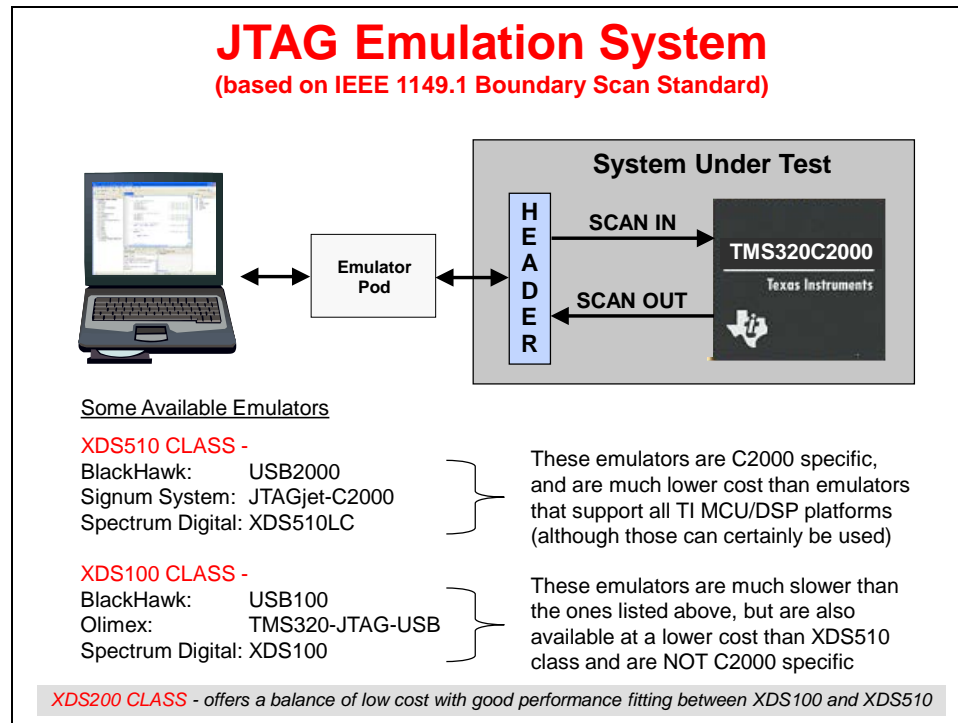 JTAG Emulation System
(based on IEEE 1149.1 Boundary Scan Standard)
System Under Test
Emulator
Pod
HEADER
SCAN IN
SCAN OUT
TMS320C2000
Texas Instruments
Some Available Emulators
XDS510 CLASS -
BlackHawk: USB2000
Signum System: JTAGjet-C2000
Spectrum Digital: XDS510LC
These emulators are C2000 specific,
and are much lower cost than emulators
that support all TI MCU/DSP platforms
(although those can certainly be used)
XDS100 CLASS -
BlackHawk: USB100
Olimex: TMS320-JTAG-USB
Spectrum Digital: XDS100
These emulators are much slower than
the ones listed above, but are also
available at a lower cost than XDS510
class and are NOT C2000 specific
XDS200 CLASS - offers a balance of low cost with good performance fitting between XDS100 and XDS510